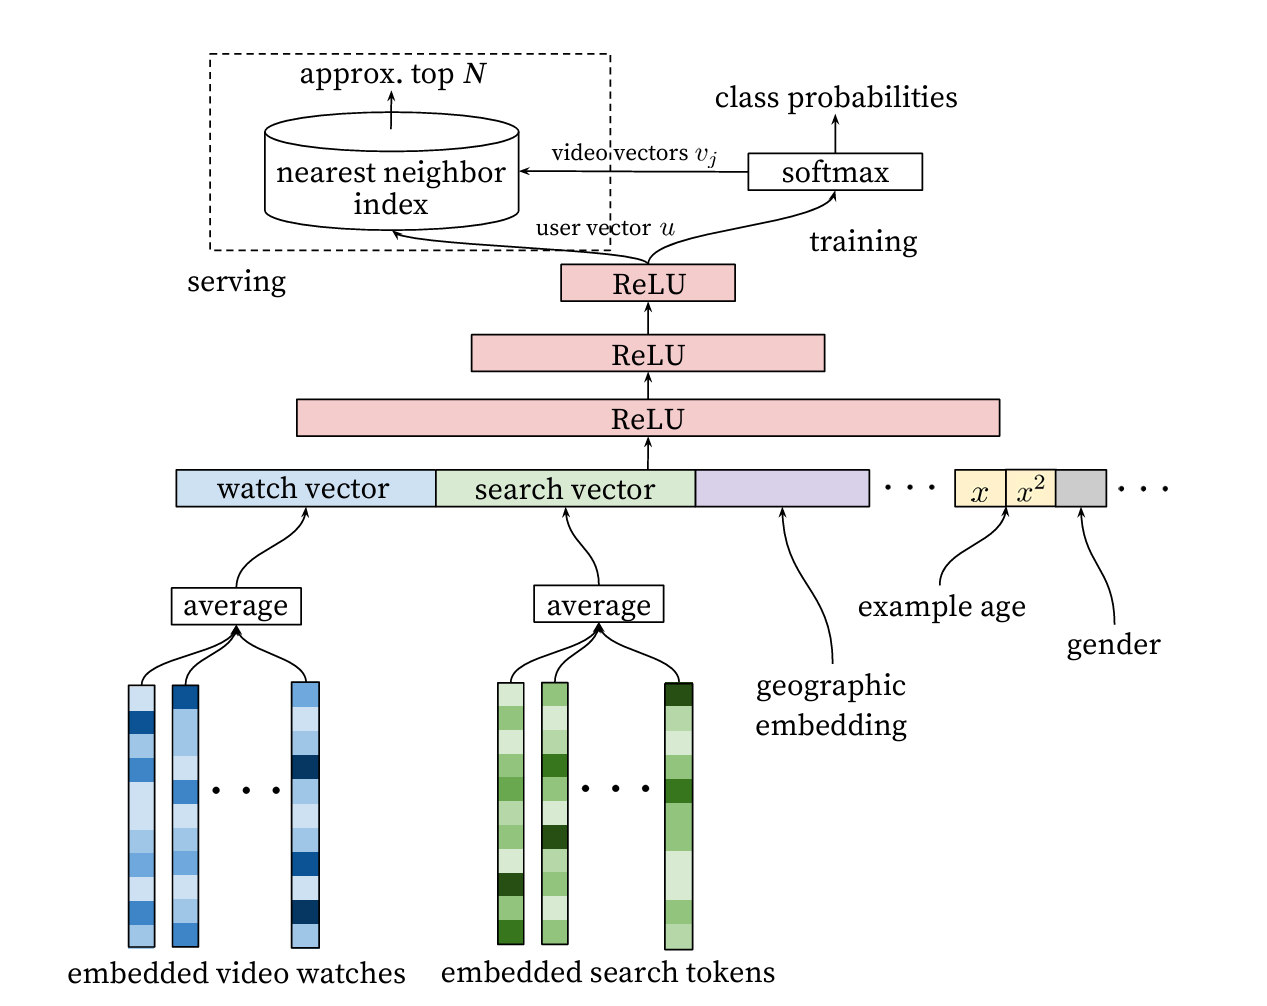 approx. top N
class probabilities
nearest neighbor
index
video vectors v_j
softmax
user vector u
training
serving
ReLU
ReLU
ReLU
watch vector
search vector
. . .
x
x²
. . .
average
average
example age
gender
geographic
embedding
. . .
. . .
embedded video watches
embedded search tokens